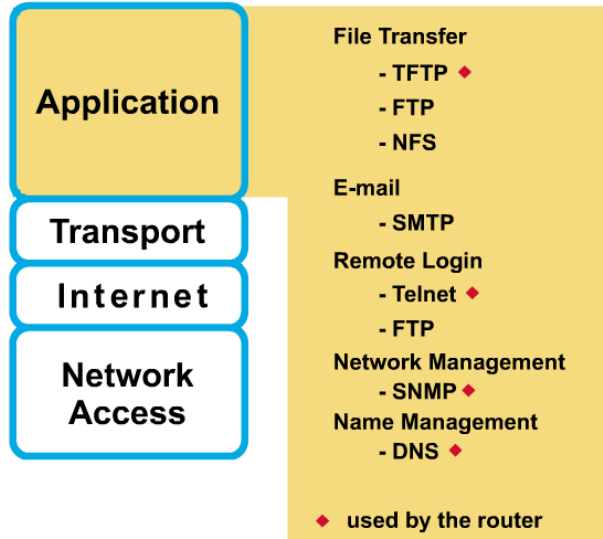 Application
Transport
Internet
Network
Access
File Transfer
- TFTP ◆
- FTP
- NFS
E-mail
- SMTP
Remote Login
- Telnet ◆
- FTP
Network Management
- SNMP ◆
Name Management
- DNS ◆
◆ used by the router